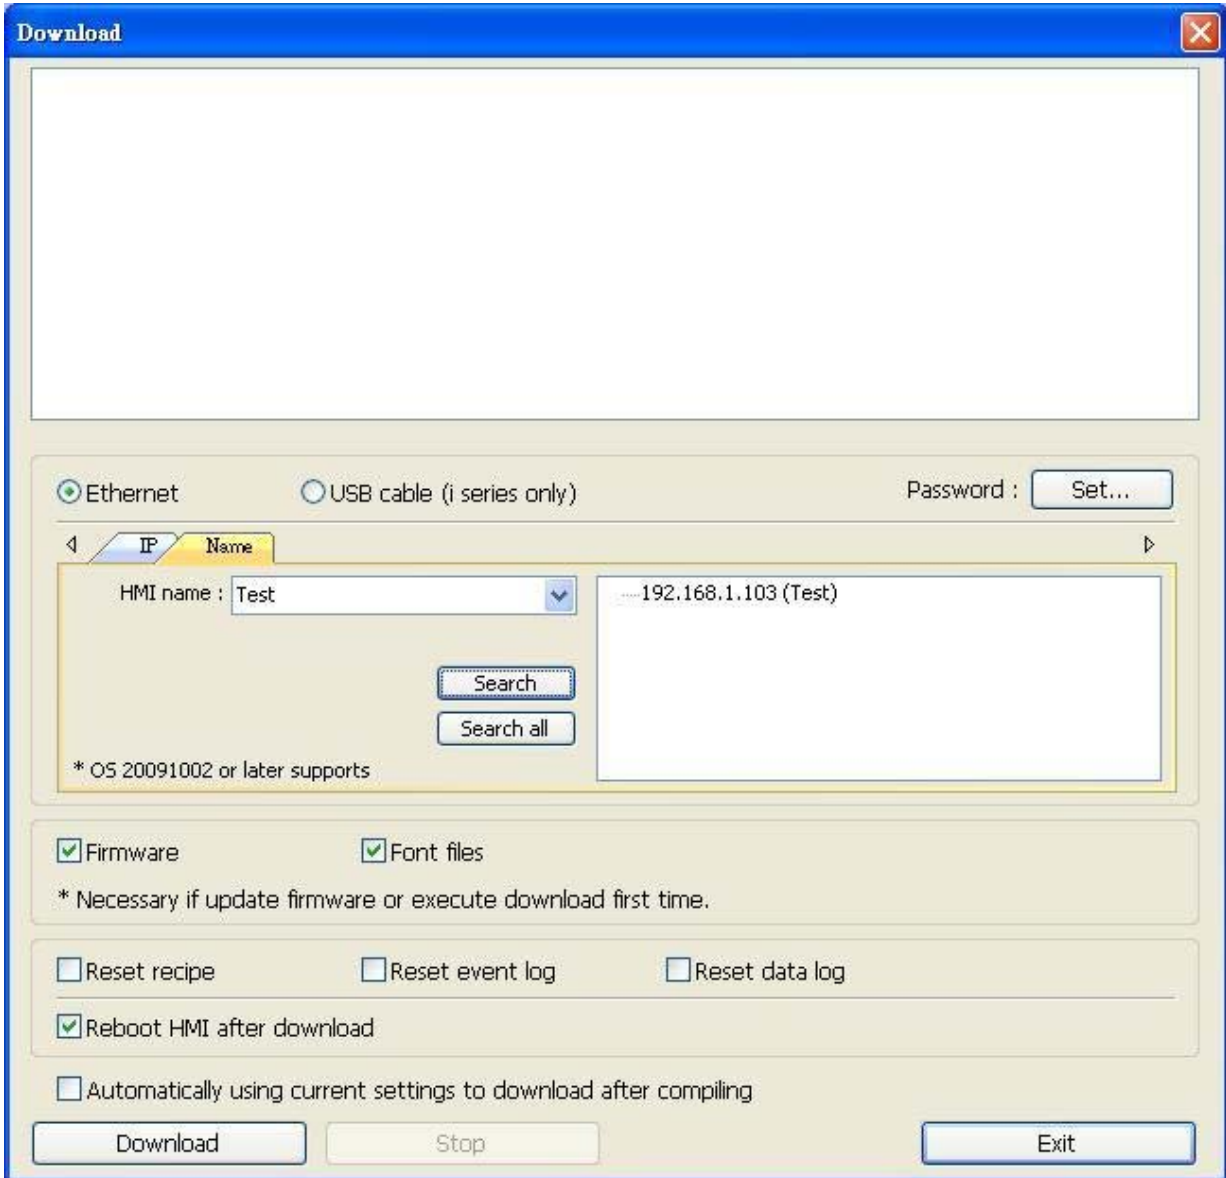 Download
Ethernet USB cable (i series only) Password : Set...
IP Name
HMI name : Test 192.168.1.103 (Test)
Search
Search all
* OS 20091002 or later supports
Firmware Font files
* Necessary if update firmware or execute download first time.
Reset recipe Reset event log Reset data log
Reboot HMI after download
Automatically using current settings to download after compiling
Download Stop Exit